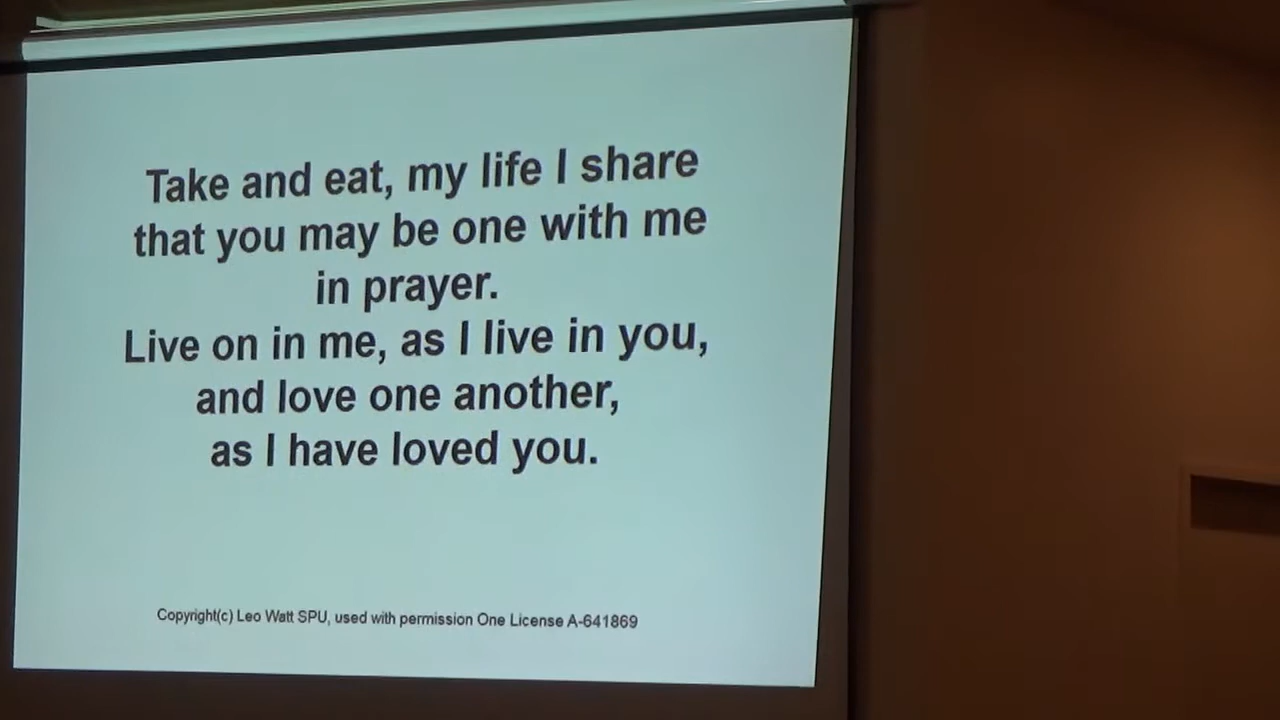 Take and eat, my life I share
that you may be one with me
in prayer.
Live on in me, as I live in you,
and love one another,
as I have loved you.
Copyright(c) Leo Watt SPU, used with permission One License A-641869